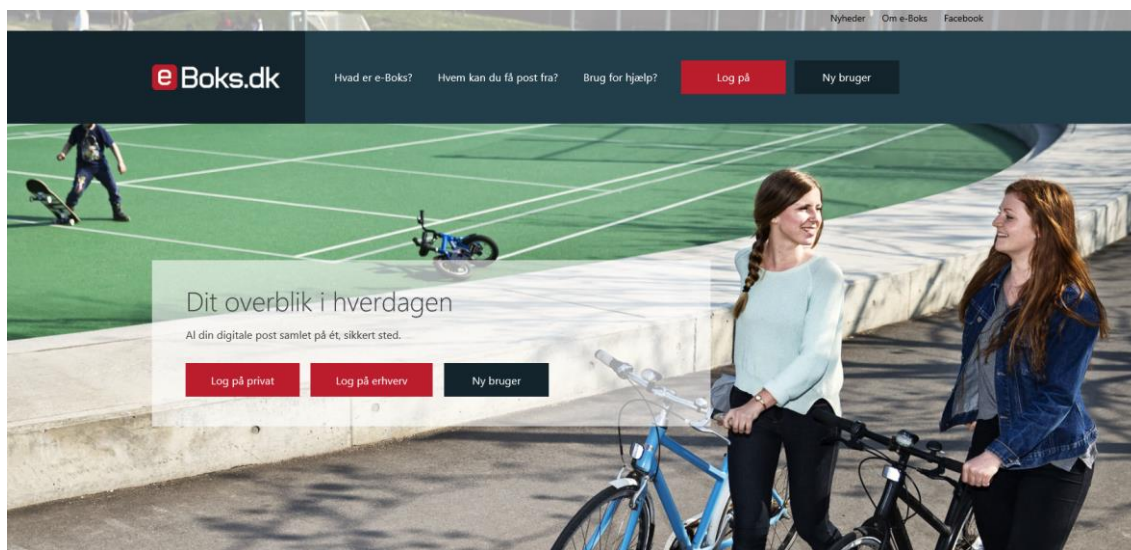 Nyheder Om e-Boks Facebook
e Boks.dk Hvad er e-Boks? Hvem kan du få post fra? Brug for hjælp? Log på Ny bruger
Dit overblik i hverdagen
Al din digitale post samlet på ét, sikkert sted.
Log på privat Log på erhverv Ny bruger